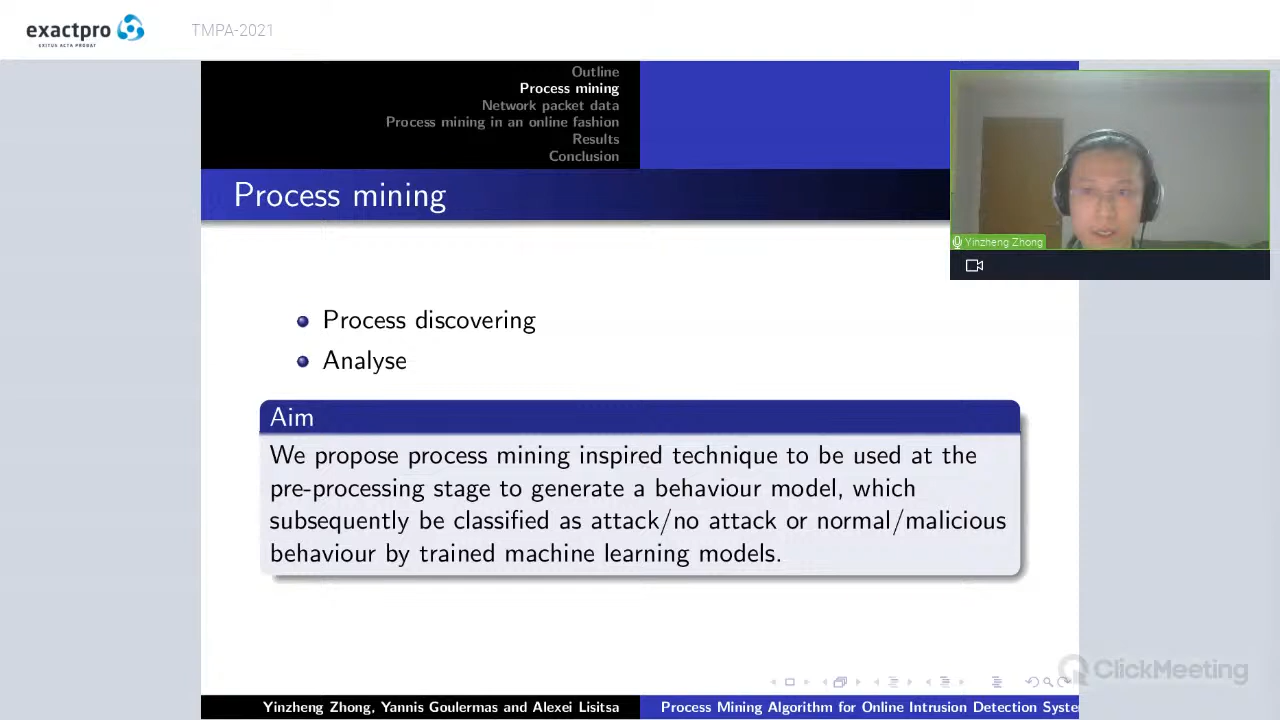 exactpro
EXITUS ACTA PROBAT
TMPA-2021
Outline
Process mining
Network packet data
Process mining in an online fashion
Results
Conclusion
Process mining
Yinzheng Zhong
Process discovering
Analyse
Aim
We propose process mining inspired technique to be used at the
pre-processing stage to generate a behaviour model, which
subsequently be classified as attack/no attack or normal/malicious
behaviour by trained machine learning models.
ClickMeeting
Yinzheng Zhong, Yannis Goulermas and Alexei Lisitsa
Process Mining Algorithm for Online Intrusion Detection Syste